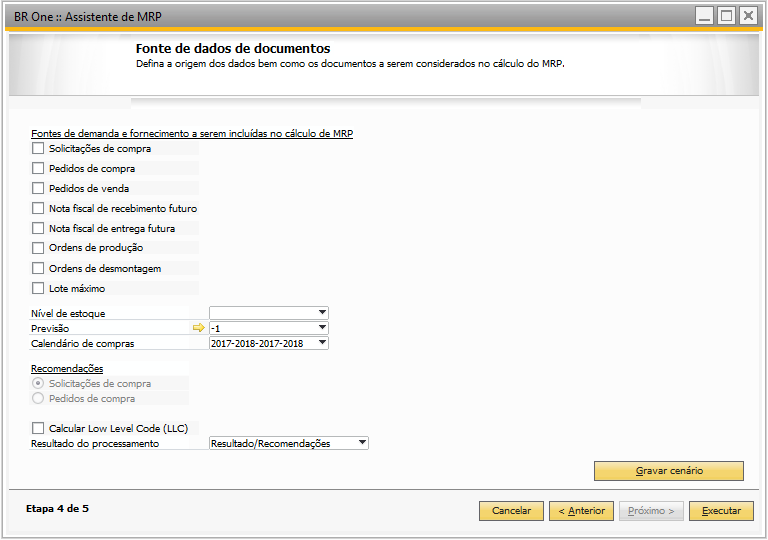 BR One :: Assistente de MRP
Fonte de dados de documentos
Defina a origem dos dados bem como os documentos a serem considerados no cálculo do MRP.
Fontes de demanda e fornecimento a serem incluídas no cálculo de MRP
Solicitações de compra
Pedidos de compra
Pedidos de venda
Nota fiscal de recebimento futuro
Nota fiscal de entrega futura
Ordens de produção
Ordens de desmontagem
Lote máximo
Nível de estoque
Previsão -1
Calendário de compras 2017-2018-2017-2018
Recomendações
Solicitações de compra
Pedidos de compra
Calcular Low Level Code (LLC)
Resultado do processamento Resultado/Recomendações
Gravar cenário
Etapa 4 de 5 Cancelar < Anterior Próximo > Executar